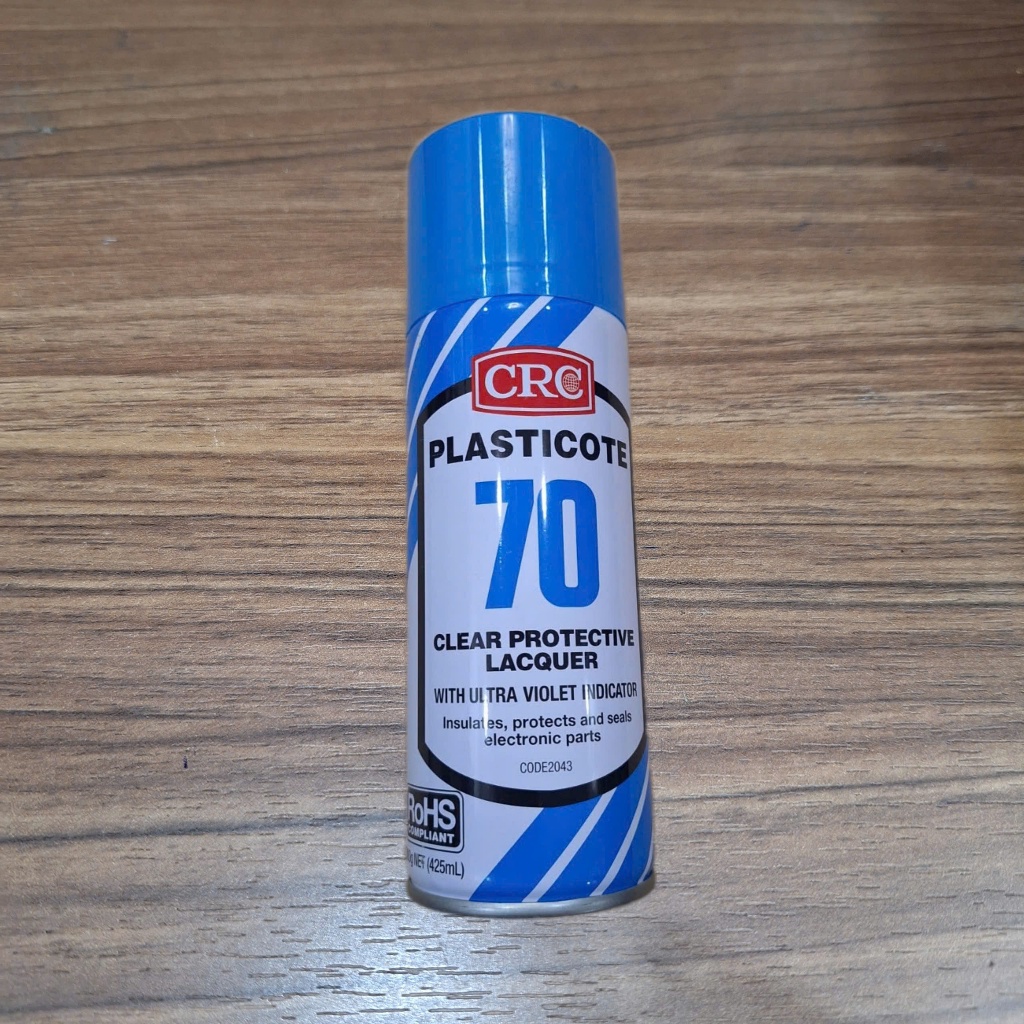 CRC
PLASTICOTE
70
CLEAR PROTECTIVE
LACQUER
WITH ULTRA VIOLET INDICATOR
Insulates, protects and seals
electronic parts
CODE2043
RoHS
COMPLIANT
NET (425mL)